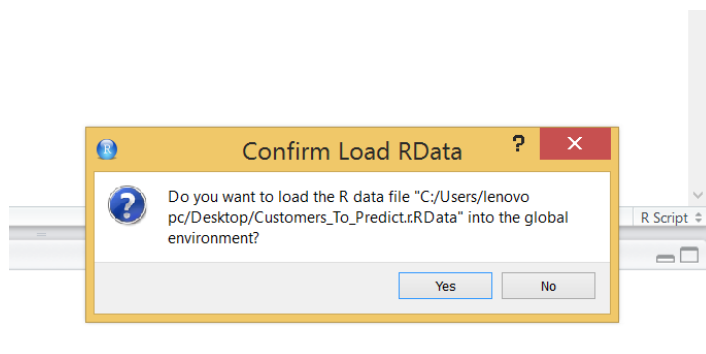 R
Confirm Load RData
?
Do you want to load the R data file "C:/Users/lenovo
pc/Desktop/Customers_To_Predict.r.RData" into the global
environment?
R Script
Yes
No